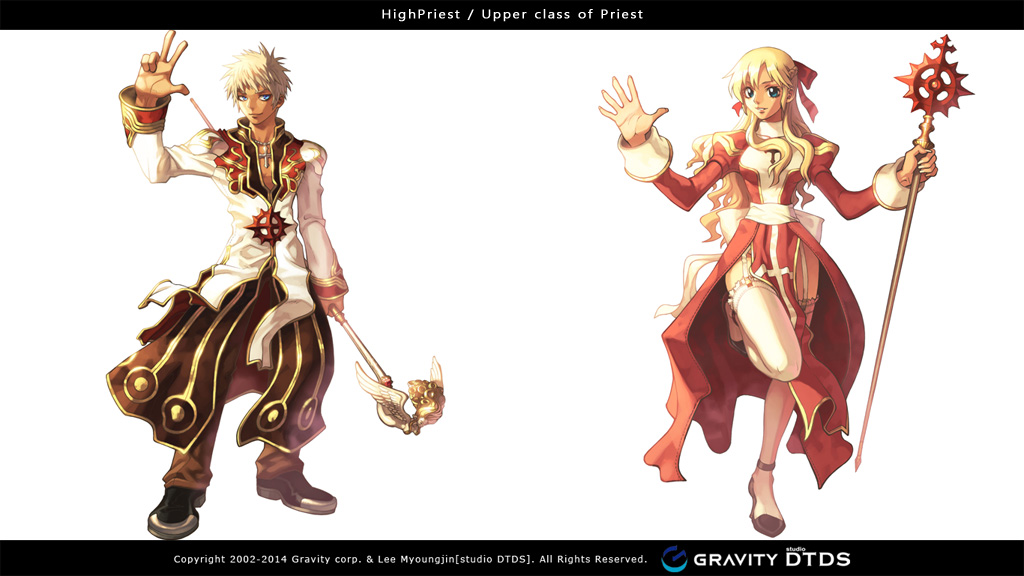 HighPriest / Upper class of Priest
Copyright 2002-2014 Gravity corp. & Lee Myoungjin[studio DTDS]. All Rights Reserved.
GRAVITY studio DTDS